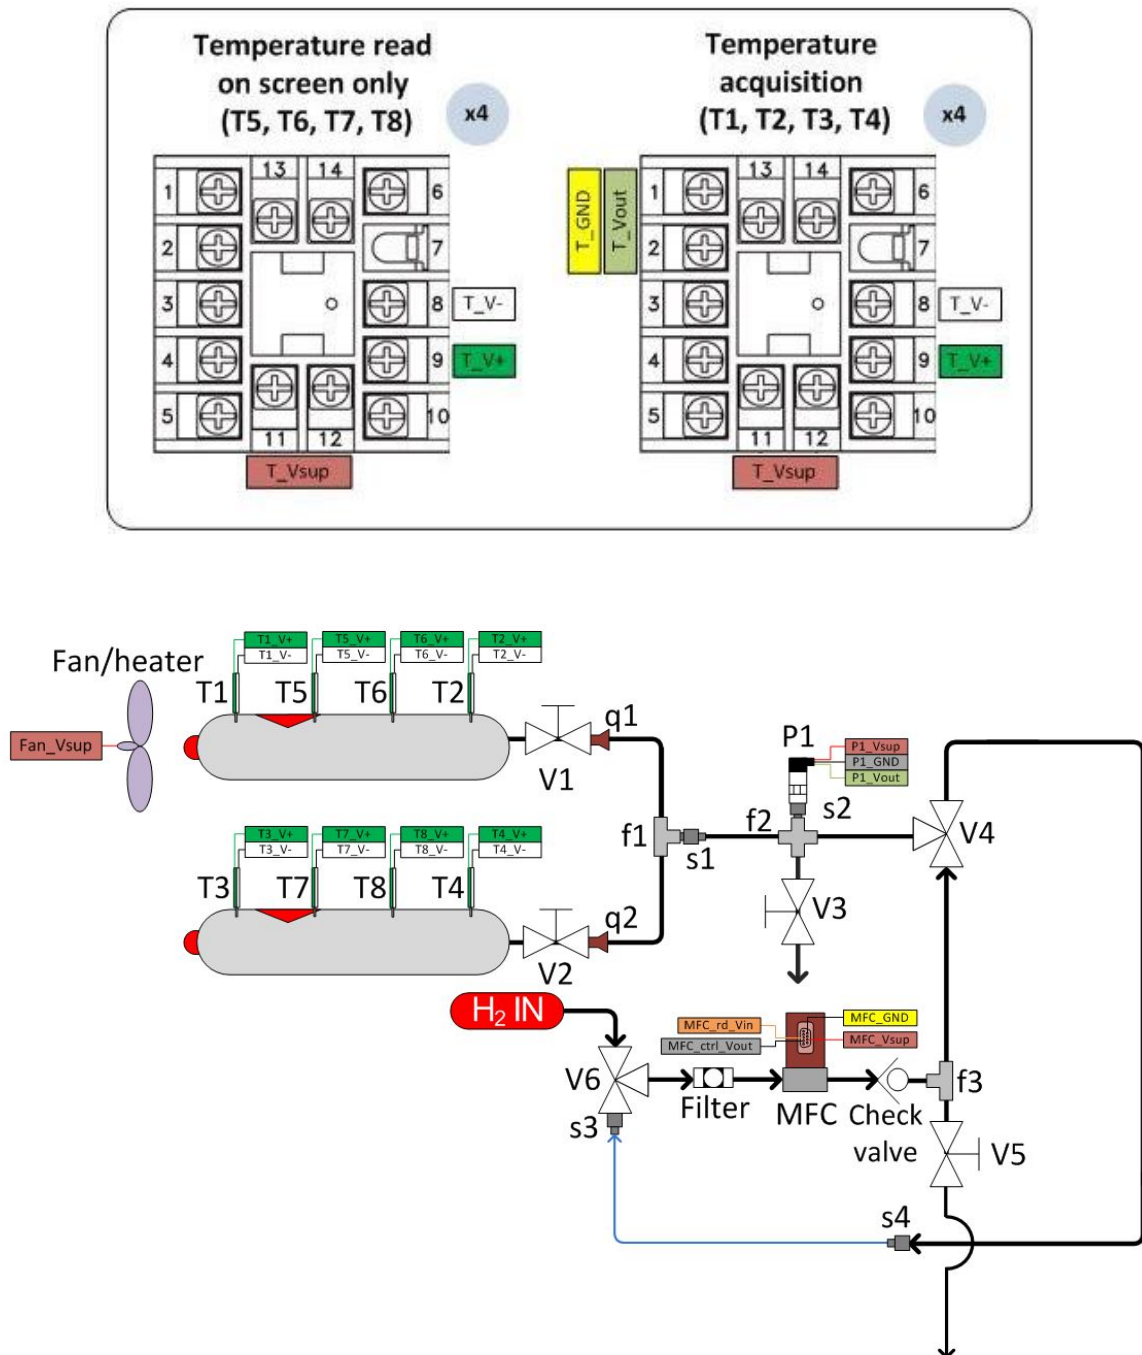 Temperature read
on screen only
(T5, T6, T7, T8)
x4
Temperature
acquisition
(T1, T2, T3, T4)
x4
1
2
3
4
5
13
14
6
7
8
9
10
11
12
T_V-
T_V+
T_Vsup
T_GND
T_Vout
1
2
3
4
5
13
14
6
7
8
9
10
11
12
T_V-
T_V+
T_Vsup
Fan/heater
Fan_Vsup
T1_V+
T1_V-
T5_V+
T5_V-
T6_V+
T6_V-
T2_V+
T2_V-
T1
T5
T6
T2
V1
q1
T3_V+
T3_V-
T7_V+
T7_V-
T8_V+
T8_V-
T4_V+
T4_V-
T3
T7
T8
T4
V2
q2
f1
s1
f2
P1
P1_Vsup
P1_GND
P1_Vout
s2
V3
V4
H2 IN
V6
s3
Filter
MFC_rd_Vin
MFC_ctrl_Vout
MFC_GND
MFC_Vsup
MFC
Check
valve
f3
V5
s4